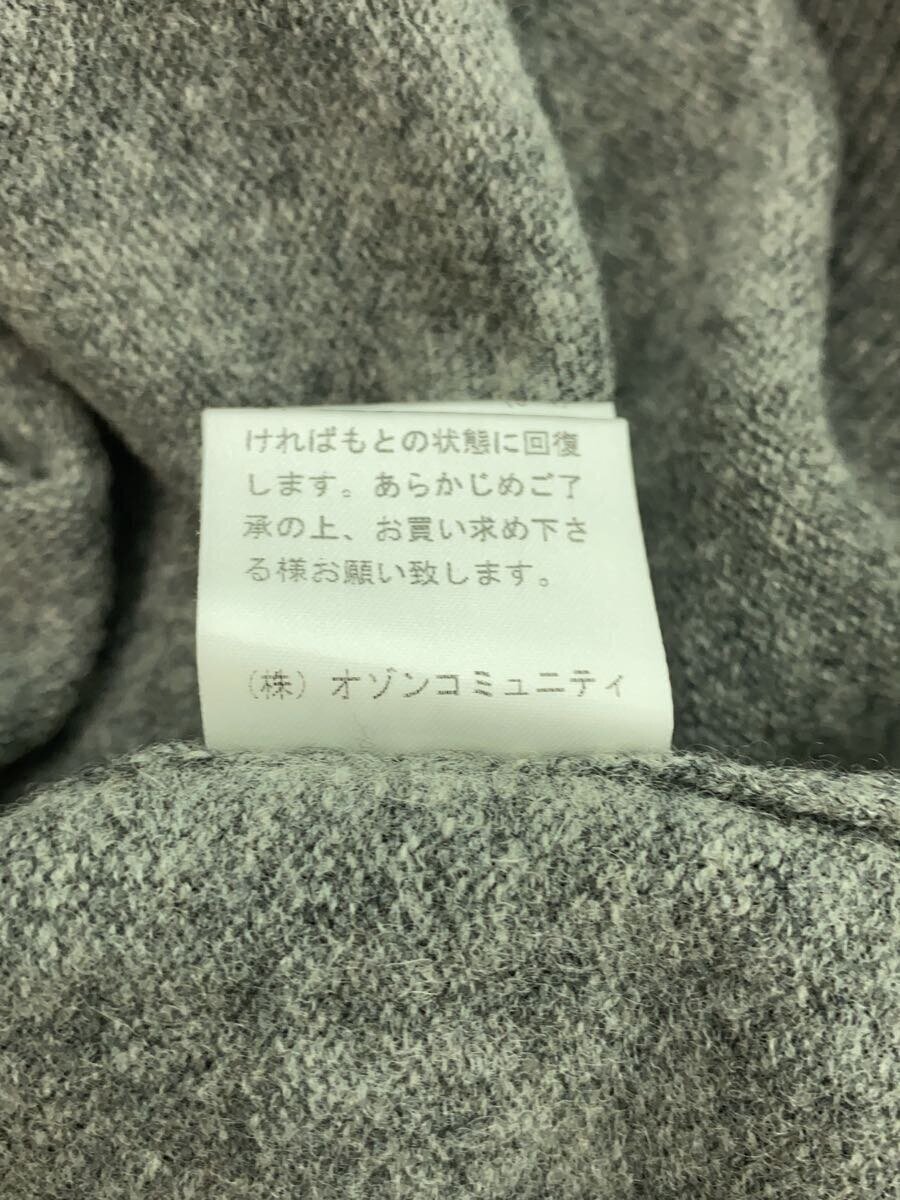 ければもとの状態に回復
します。あらかじめご了
承の上、お買い求め下さ
る様お願い致します。
(株) オゾンコミュニティ